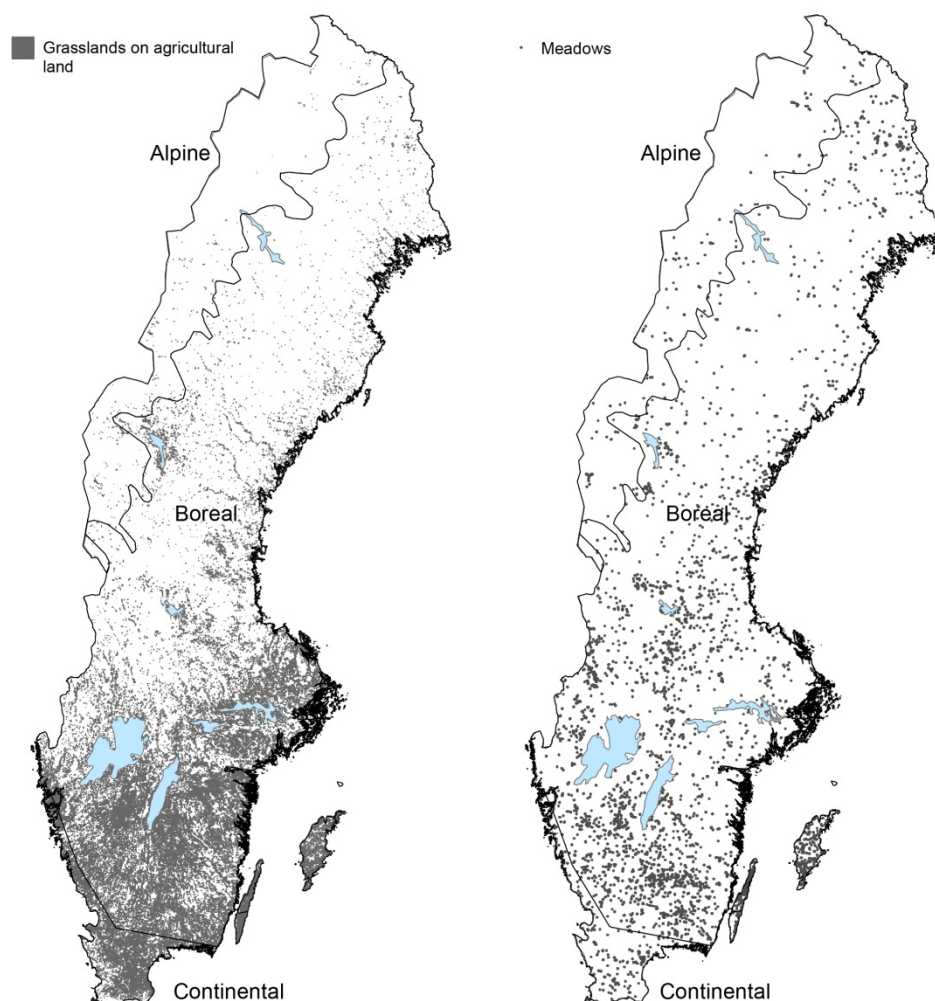 Grasslands on agricultural
land
Meadows
Alpine
Alpine
Boreal
Boreal
Continental
Continental